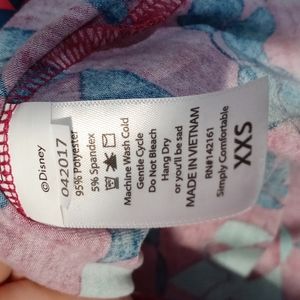 ©Disney
042017
95% Polyester
5% Spandex
Machine Wash Cold
Gentle Cycle
Do Not Bleach
Hang Dry
or you'll be sad
MADE IN VIETNAM
RN#142161
Simply Comfortable
XXS